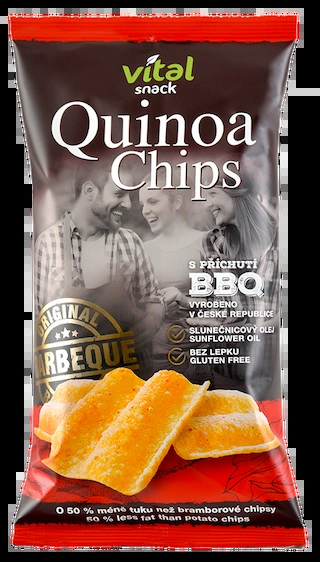 vital
snack
Quinoa
Chips
S PŘÍCHUTÍ
BBQ
VYROBENO
V ČESKÉ REPUBLICE
SLUNEČNICOVÝ OLEJ
SUNFLOWER OIL
BEZ LEPKU
GLUTEN FREE
ORIGINAL
ARBEQUE
O 50 % méně tuku než bramborové chipsy
50 % less fat than potato chips